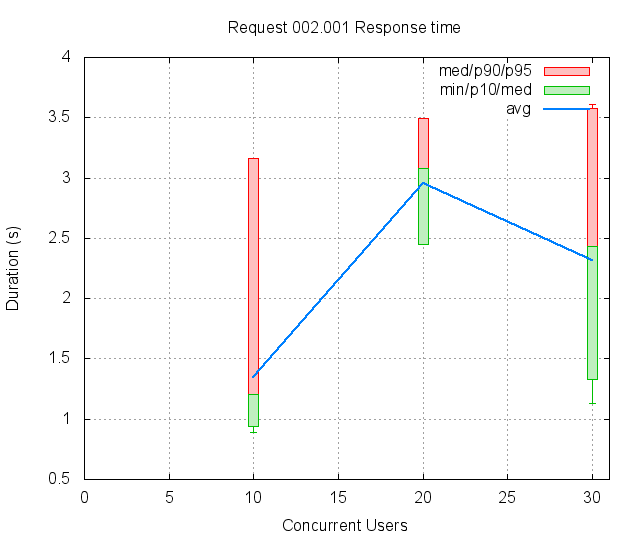 Request 002.001 Response time
med/p90/p95
min/p10/med
avg
Duration (s)
4
3.5
3
2.5
2
1.5
1
0.5
0 5 10 15 20 25 30
Concurrent Users